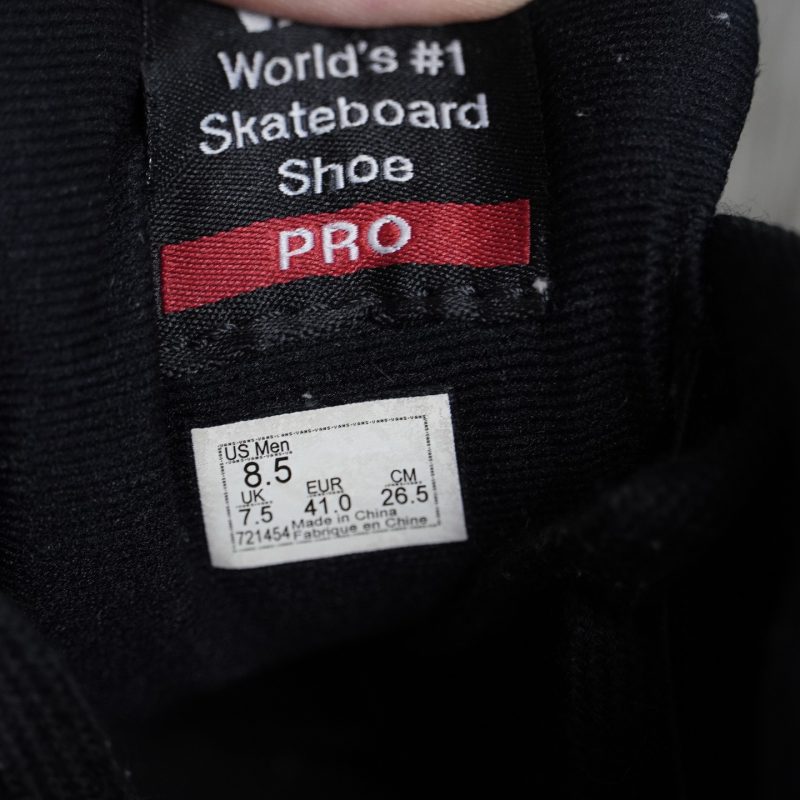 World's #1
Skateboard
Shoe
PRO
US Men
8.5
UK EUR CM
7.5 41.0 26.5
Made in China
721454 Fabrique en Chine